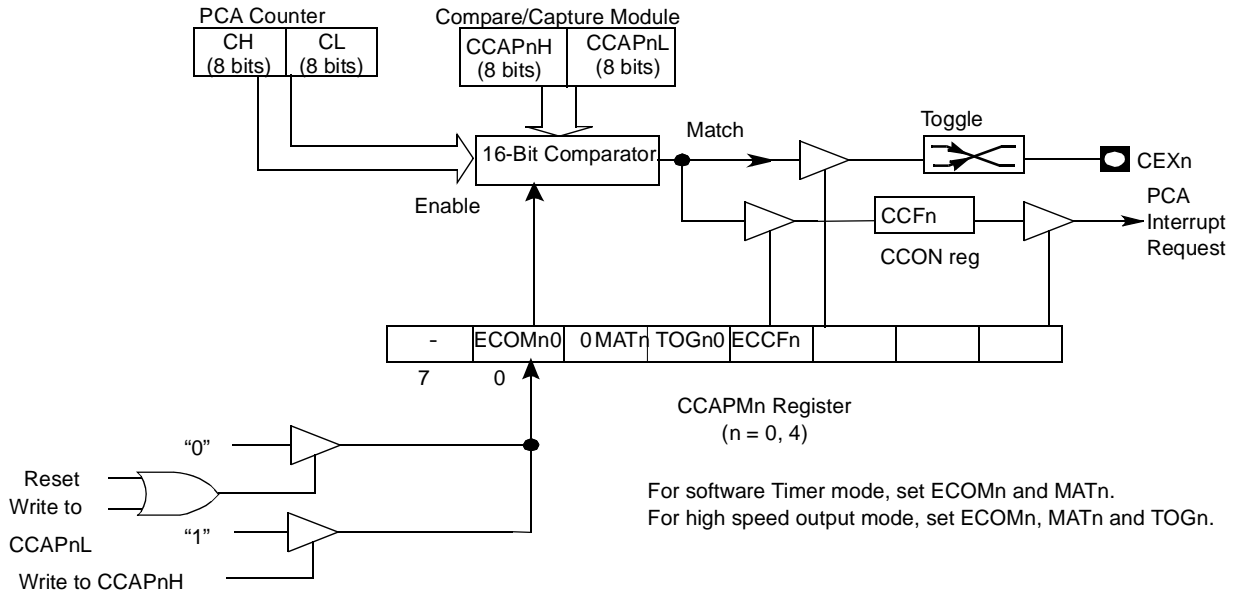 PCA Counter
CH
(8 bits)
CL
(8 bits)
Compare/Capture Module
CCAPnH
(8 bits)
CCAPnL
(8 bits)
16-Bit Comparator
Enable
Match
Toggle
CEXn
CCFn
CCON reg
PCA
Interrupt
Request
- ECOMn0 0 MATn TOGn0 ECCFn
7 0
CCAPMn Register
(n = 0, 4)
“0”
Reset
Write to
CCAPnL
“1”
Write to CCAPnH
For software Timer mode, set ECOMn and MATn.
For high speed output mode, set ECOMn, MATn and TOGn.